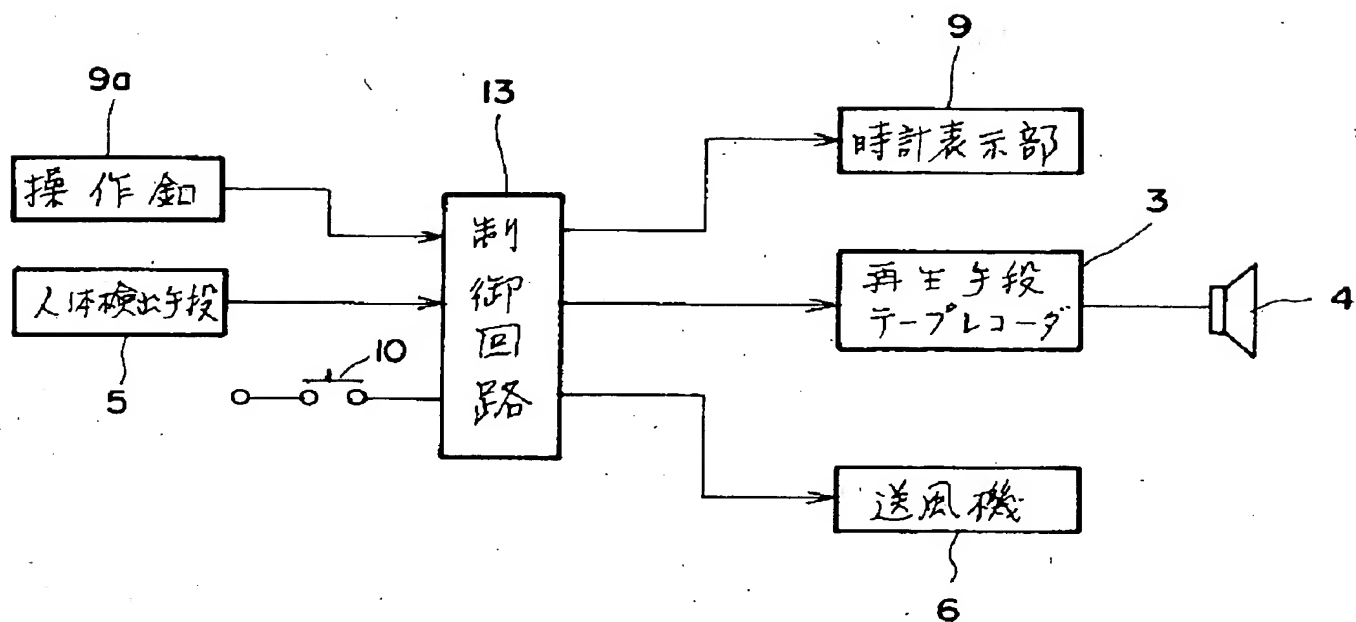 9
9a
13
時計表示部
操作釦
3
制御回路
再生手段
テープレコーダ
人体検出手段
4
10
5
送風機
6